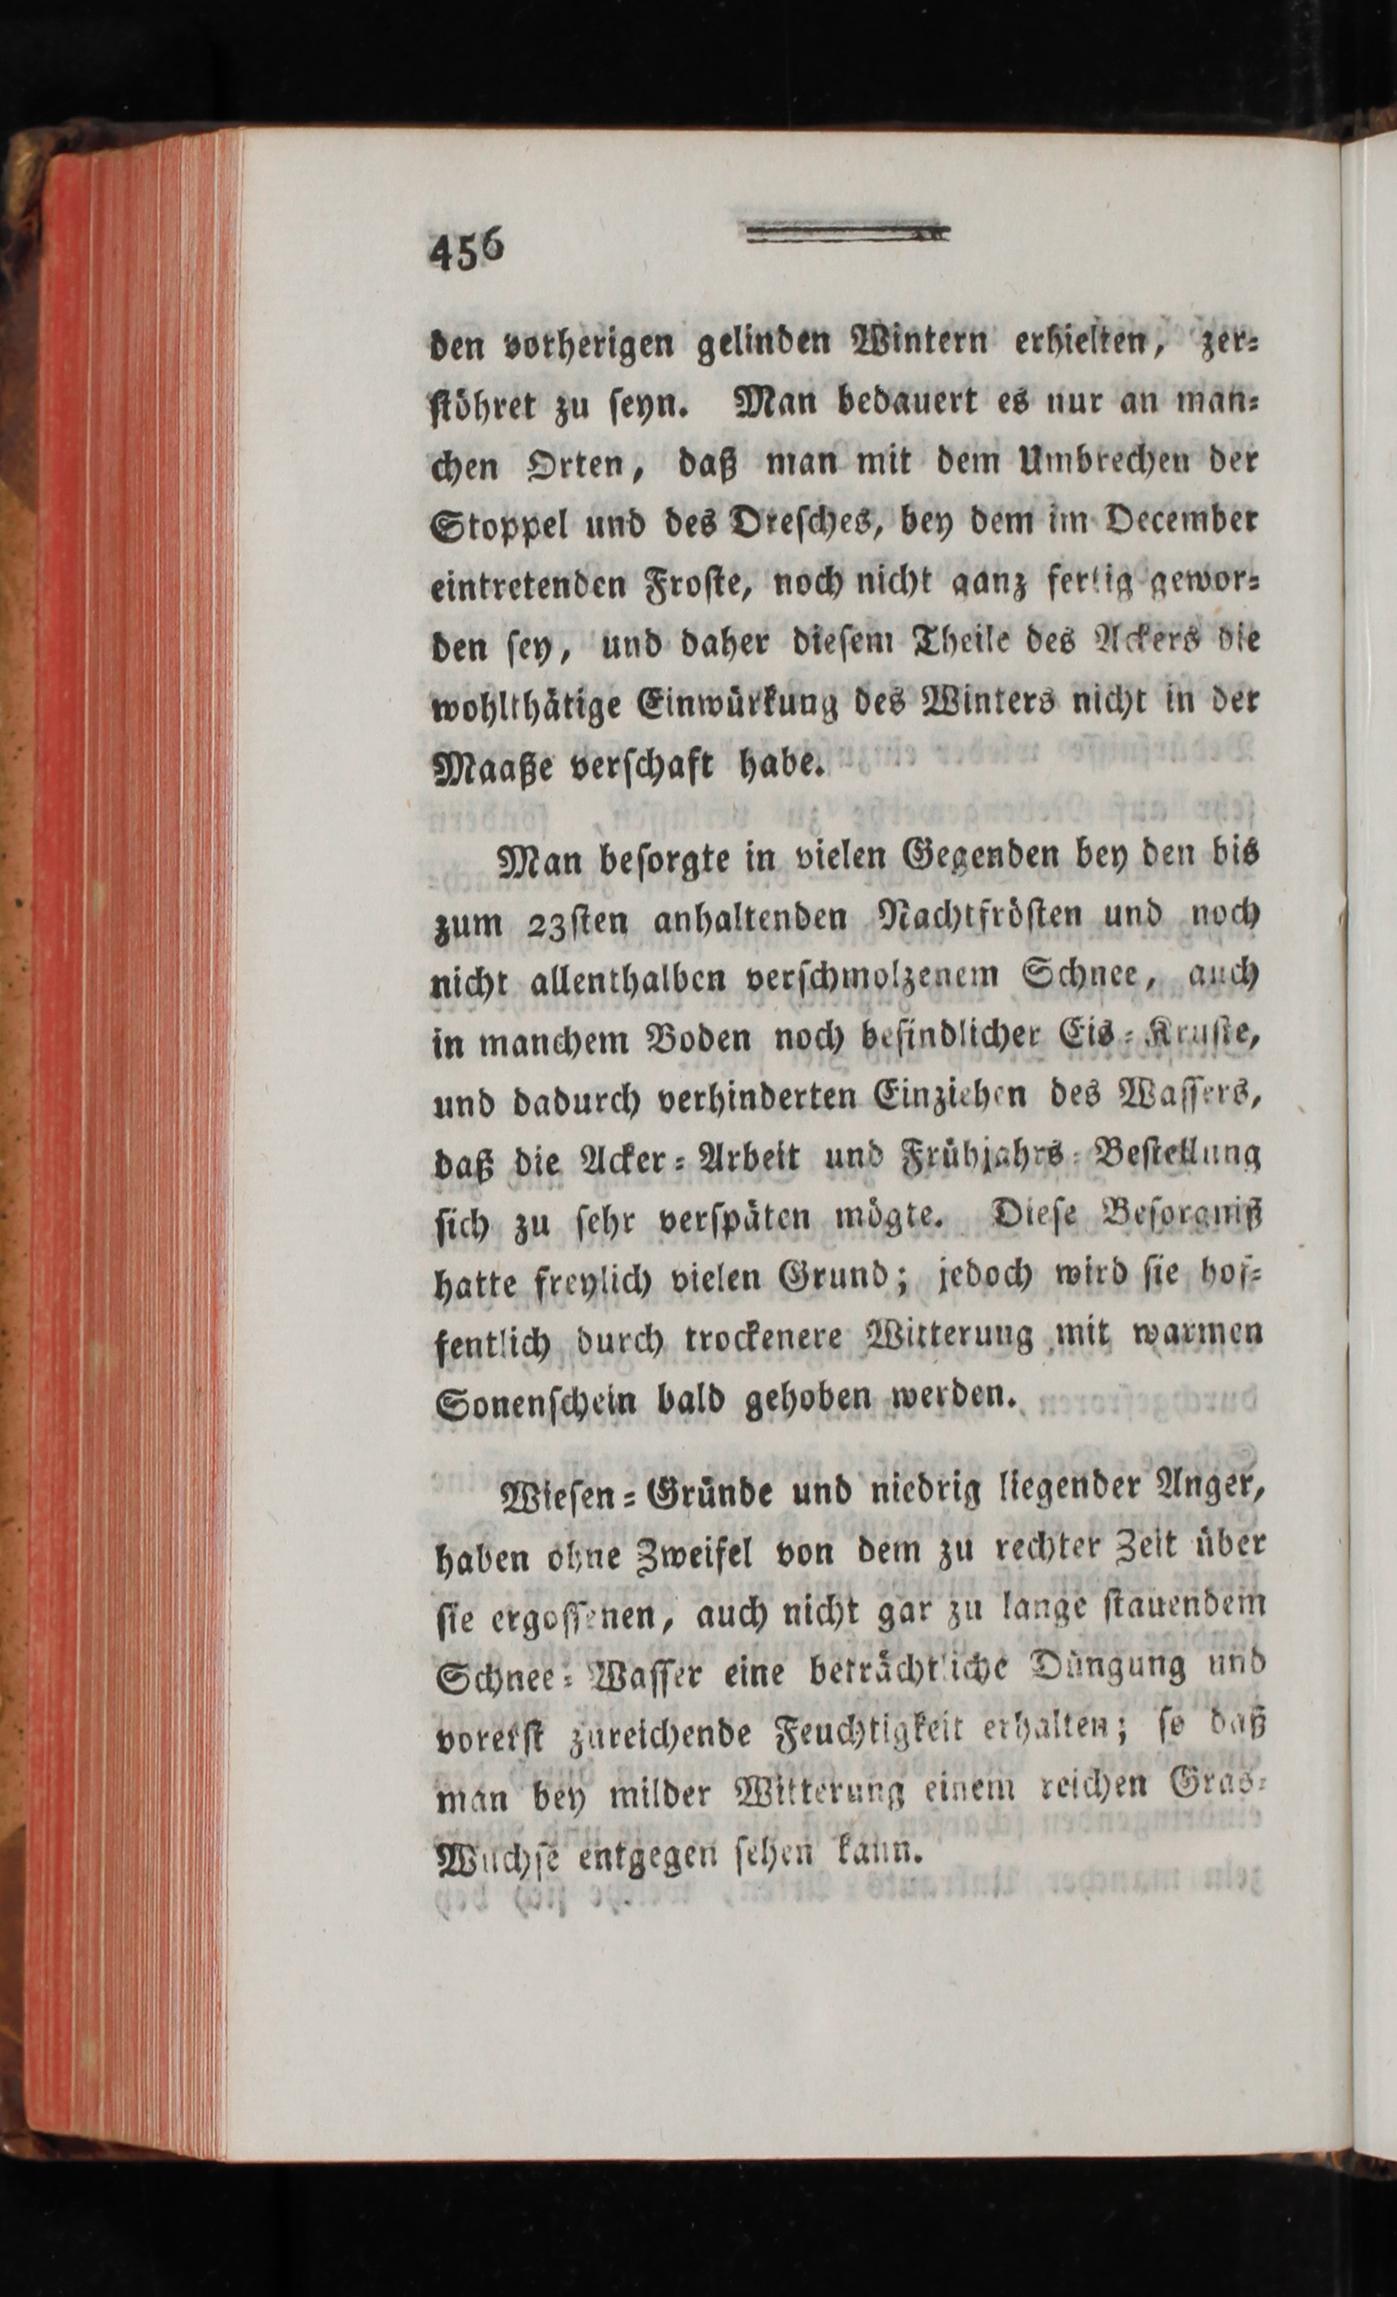 456
den vorherigen gelinden Wintern erhielten, zer-
stöhret zu seyn. Man bedauert es nur an man-
chen Orten, daß man mit dem Umbrechen der
Stoppel und des Dresches, bey dem im December
eintretenden Froste, noch nicht ganz fertig gewor-
den sey, und daher diesem Theile des Ackers die
wohlthätige Einwürkung des Winters nicht in der
Maaße verschaft habe.
Man besorgte in vielen Gegenden bey den bis
zum 23sten anhaltenden Nachtfrösten und noch
nicht allenthalben verschmolzenem Schnee, auch
in manchem Boden noch befindlicher Eis-Kruste,
und dadurch verhinderten Einziehen des Wassers,
daß die Acker-Arbeit und Frühjahrs-Bestellung
sich zu sehr verspäten mögte. Diese Besorgniß
hatte freylich vielen Grund; jedoch wird sie hof-
fentlich durch trockenere Witterung mit warmen
Sonenschein bald gehoben werden.
Wiesen-Gründe und niedrig liegender Anger,
haben ohne Zweifel von dem zu rechter Zeit über
sie ergossenen, auch nicht gar zu lange stauendem
Schnee-Wasser eine beträchtliche Düngung und
vorerst zureichende Feuchtigkeit erhalten; so daß
man bey milder Witterung einem reichen Gras-
Wuchse entgegen sehen kann.